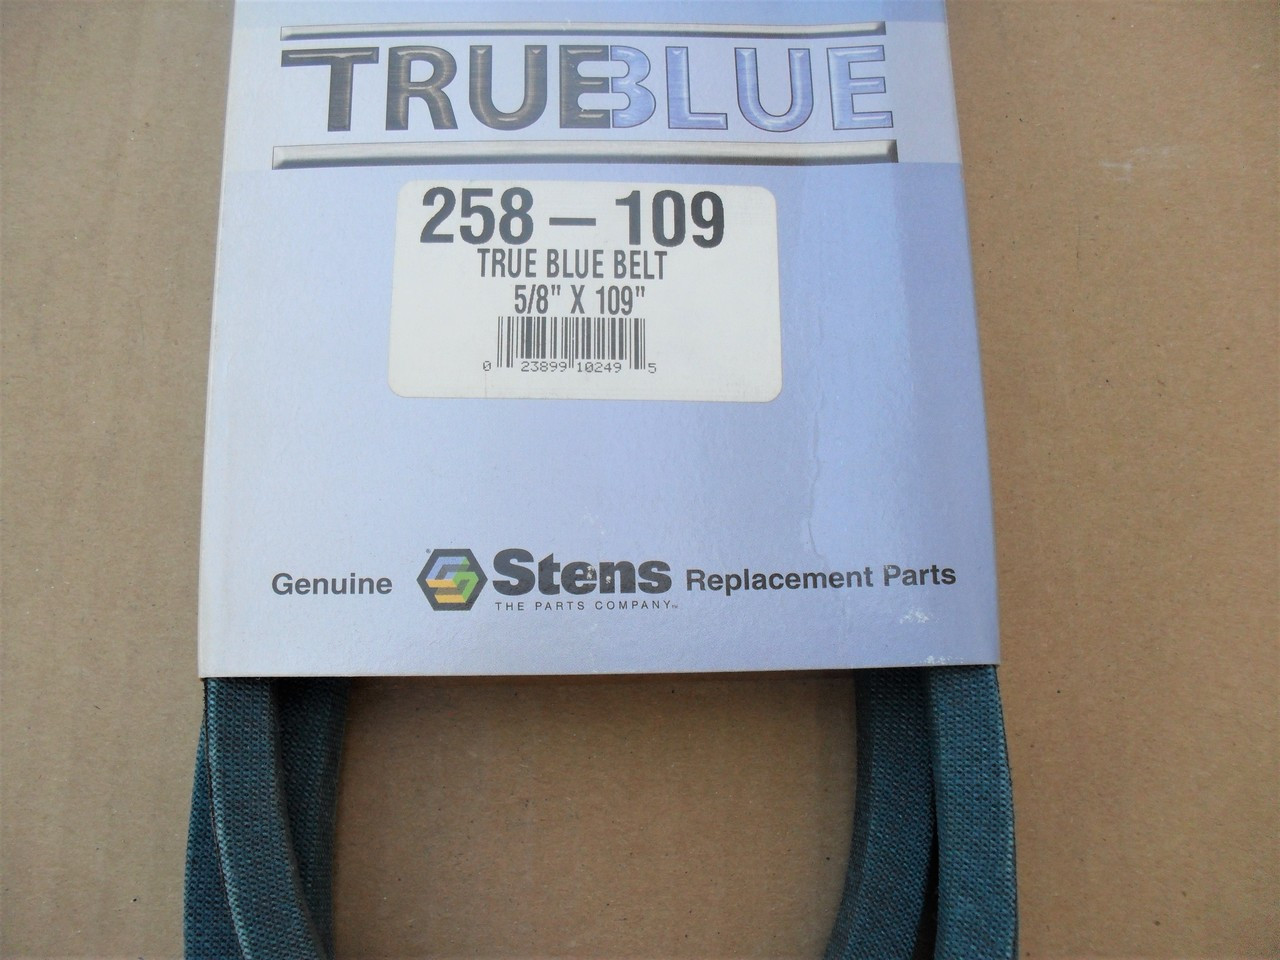 TRUEBLUE
258-109
TRUE BLUE BELT
5/8" X 109"
0 23899 10249 5
Genuine Stens Replacement Parts
THE PARTS COMPANY™